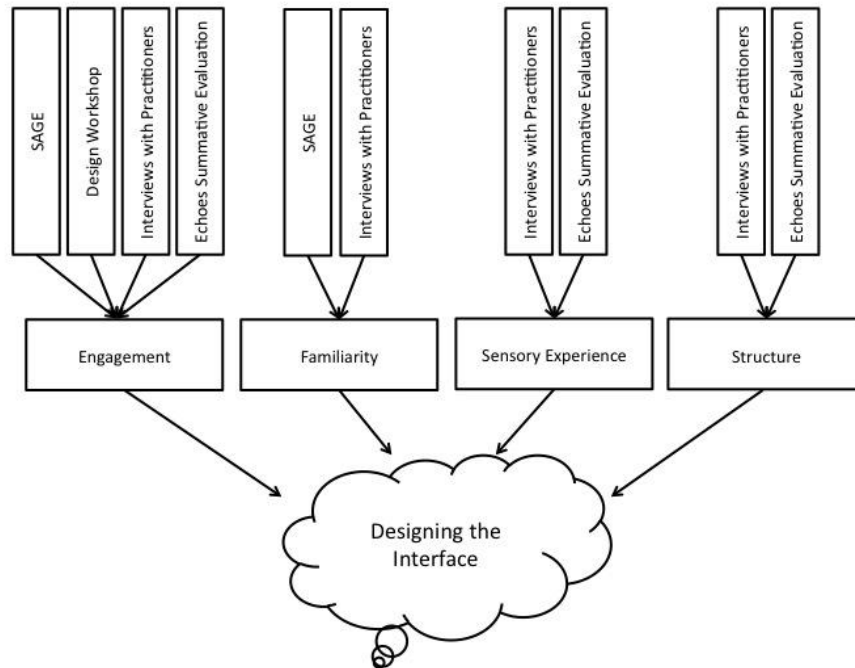 SAGE
Design Workshop
Interviews with Practitioners
Echoes Summative Evaluation
SAGE
Interviews with Practitioners
Interviews with Practitioners
Echoes Summative Evaluation
Interviews with Practitioners
Echoes Summative Evaluation
Engagement
Familiarity
Sensory Experience
Structure
Designing the
Interface